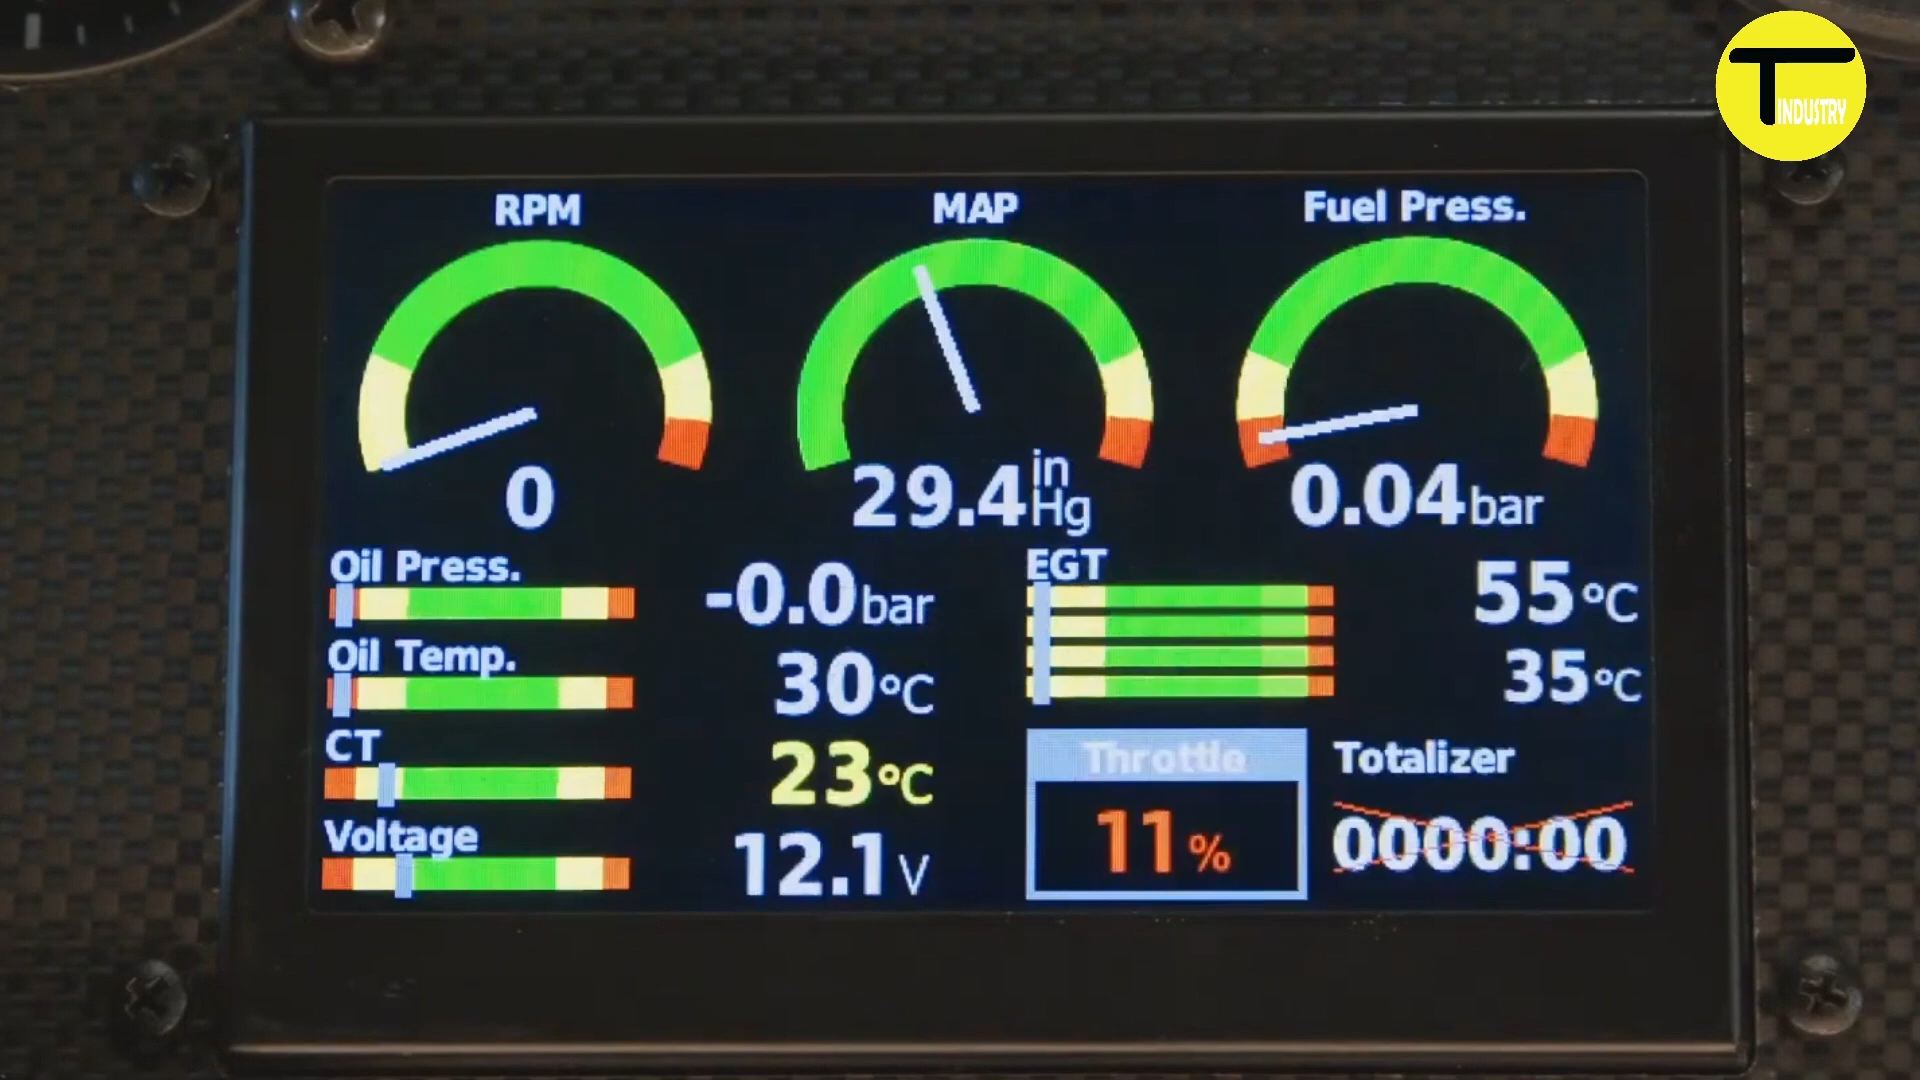 T INDUSTRY
RPM
MAP
Fuel Press.
0
29.4 in Hg
0.04 bar
Oil Press.
-0.0 bar
EGT
55 °C
Oil Temp.
30 °C
35 °C
CT
23 °C
Throttle
Totalizer
11 %
0000:00
Voltage
12.1 V